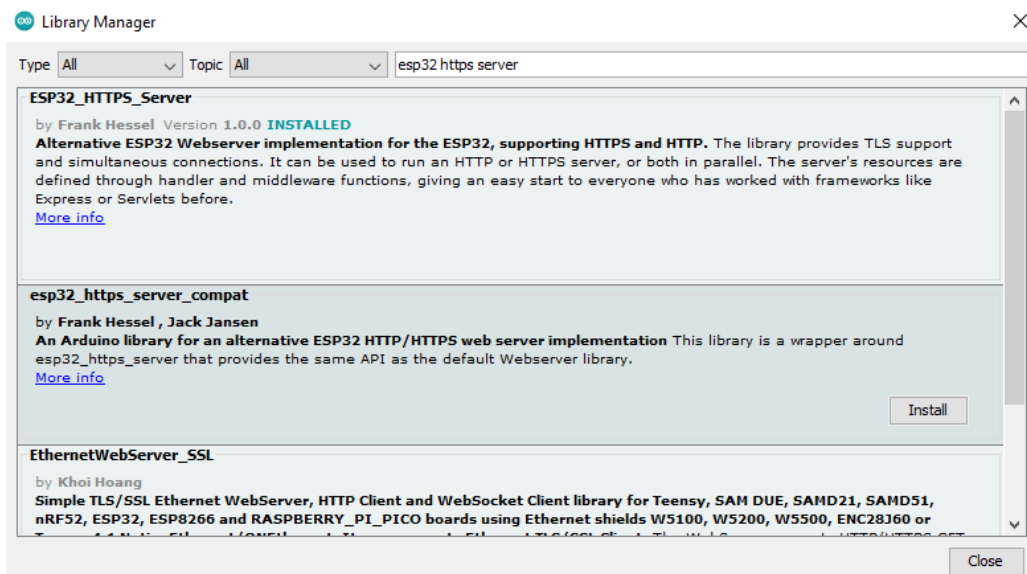 Library Manager
Type All Topic All esp32 https server
ESP32_HTTPS_Server
by Frank Hessel Version 1.0.0 INSTALLED
Alternative ESP32 Webserver implementation for the ESP32, supporting HTTPS and HTTP. The library provides TLS support
and simultaneous connections. It can be used to run an HTTP or HTTPS server, or both in parallel. The server's resources are
defined through handler and middleware functions, giving an easy start to everyone who has worked with frameworks like
Express or Servlets before.
More info
esp32_https_server_compat
by Frank Hessel , Jack Jansen
An Arduino library for an alternative ESP32 HTTP/HTTPS web server implementation This library is a wrapper around
esp32_https_server that provides the same API as the default Webserver library.
More info
Install
EthernetWebServer_SSL
by Khoi Hoang
Simple TLS/SSL Ethernet WebServer, HTTP Client and WebSocket Client library for Teensy, SAM DUE, SAMD21, SAMD51,
nRF52, ESP32, ESP8266 and RASPBERRY_PI_PICO boards using Ethernet shields W5100, W5200, W5500, ENC28J60 or
Close